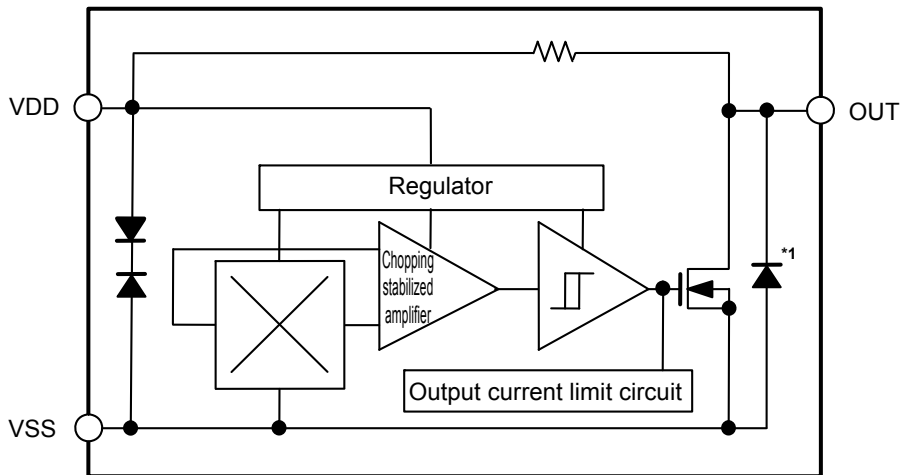 VDD
OUT
Regulator
Chopping
stabilized
amplifier
*1
Output current limit circuit
VSS